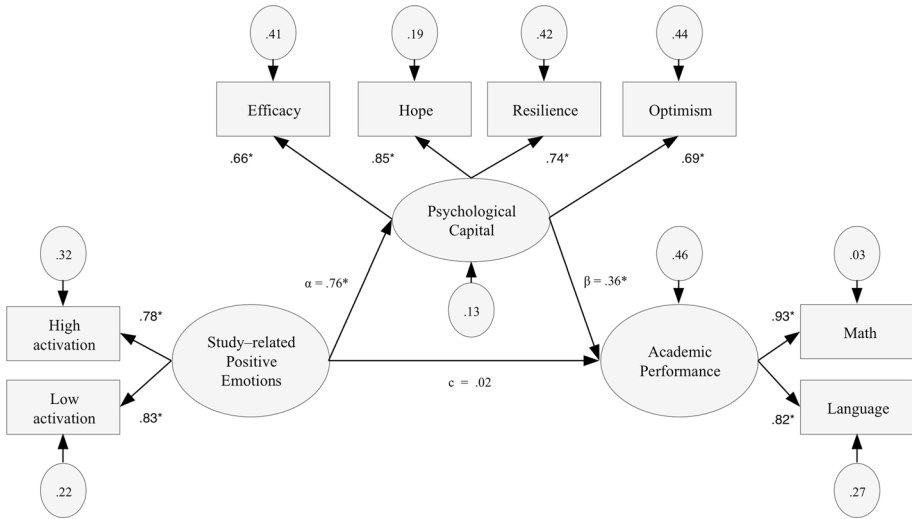 .41
.19
.42
.44
Efficacy
Hope
Resilience
Optimism
.66*
.85*
.74*
.69*
Psychological
Capital
.32
.46
.03
α = .76*
β = .36*
.13
High
activation
.78*
Study–related
Positive
Emotions
Academic
Performance
.93*
Math
c = .02
Low
activation
.83*
.82*
Language
.22
.27